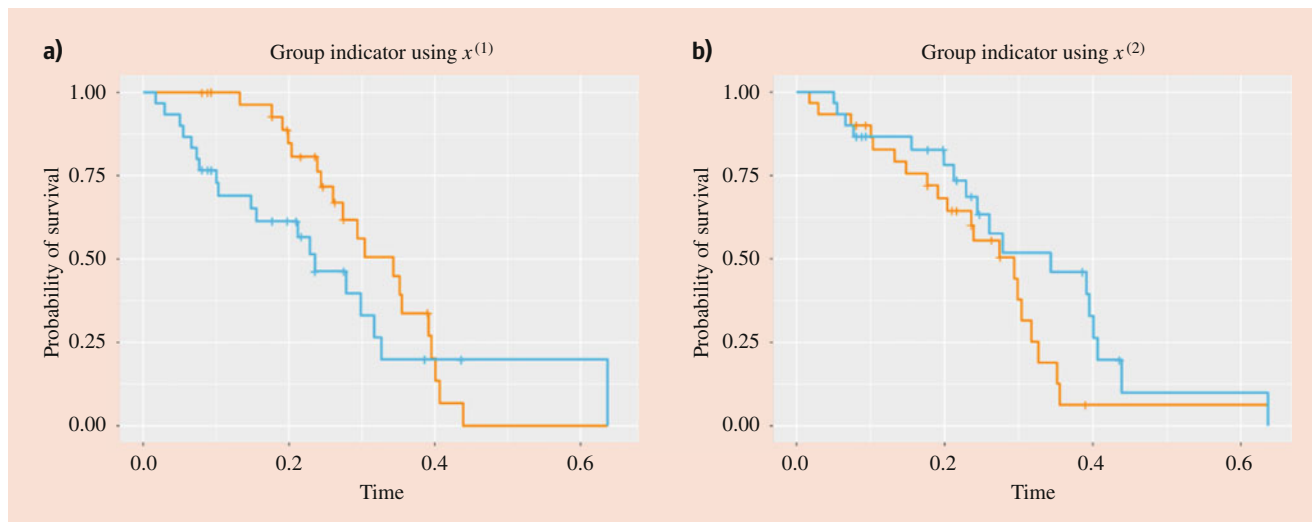 a)
Group indicator using x(1)
Probability of survival
1.00
0.75
0.50
0.25
0.00
0.0 0.2 0.4 0.6
Time
b)
Group indicator using x(2)
Probability of survival
1.00
0.75
0.50
0.25
0.00
0.0 0.2 0.4 0.6
Time